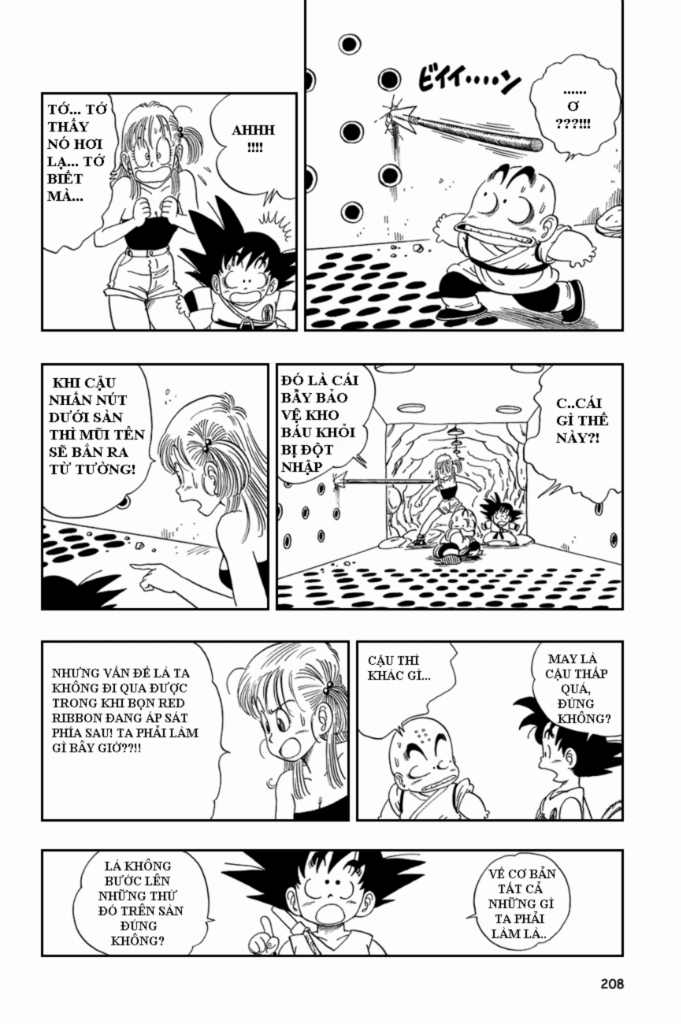 ......
Ơ
???!!!
ビイイ・・・・・ン
AHHH
!!!!
TỚ... TỚ
THẤY
NÓ HƠI
LẠ... TỚ
BIẾT
MÀ...
C..CÁI
GÌ THẾ
NÀY?!
ĐÓ LÀ CÁI
BẪY BẢO
VỆ KHO
BÁU KHỎI
BỊ ĐỘT
NHẬP
KHI CẬU
NHẤN NÚT
DƯỚI SÀN
THÌ MŨI TÊN
SẼ BẮN RA
TỪ TƯỜNG!
MAY LÀ
CẬU THẤP
QUÁ,
ĐÚNG
KHÔNG?
CẬU THÌ
KHÁC GÌ...
NHƯNG VẤN ĐỀ LÀ TA
KHÔNG ĐI QUA ĐƯỢC
TRONG KHI BỌN RED
RIBBON ĐANG ÁP SÁT
PHÍA SAU! TA PHẢI LÀM
GÌ BÂY GIỜ??!!
VỀ CƠ BẢN
TẤT CẢ
NHỮNG GÌ
TA PHẢI
LÀM LÀ..
LÀ KHÔNG
BƯỚC LÊN
NHỮNG THỨ
ĐÓ TRÊN SÀN
ĐÚNG
KHÔNG?
208